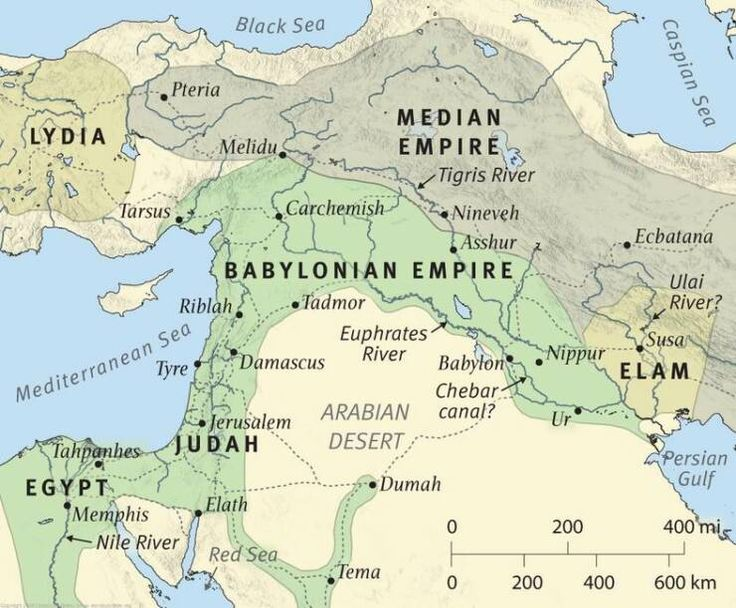 Black Sea
Caspian Sea
Pteria
LYDIA
MEDIAN
EMPIRE
Melidu
Tigris River
Tarsus
Carchemish
Nineveh
Asshur
Ecbatana
BABYLONIAN EMPIRE
Ulai
River?
Riblah
Tadmor
Mediterranean Sea
Euphrates
River
Susa
Tyre
Damascus
Babylon
Nippur
ELAM
Chebar
canal?
ARABIAN
DESERT
Ur
Jerusalem
JUDAH
Tahpanhes
Persian
Gulf
EGYPT
Dumah
Memphis
Elath
Nile River
Red Sea
Tema
0 200 400 mi
0 200 400 600 km